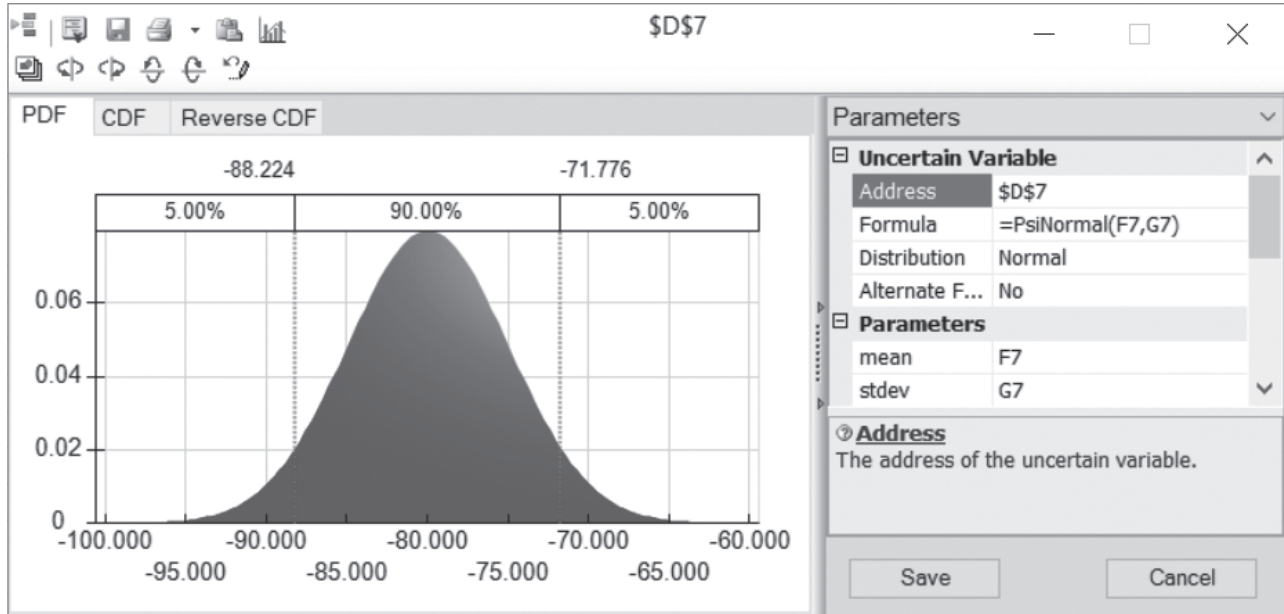 $D$7
PDF CDF Reverse CDF
-88.224 -71.776
5.00% 90.00% 5.00%
0.06
0.04
0.02
0
-100.000 -90.000 -80.000 -70.000 -60.000
-95.000 -85.000 -75.000 -65.000
Parameters
Uncertain Variable
Address $D$7
Formula =PsiNormal(F7,G7)
Distribution Normal
Alternate F... No
Parameters
mean F7
stdev G7
Address
The address of the uncertain variable.
Save Cancel